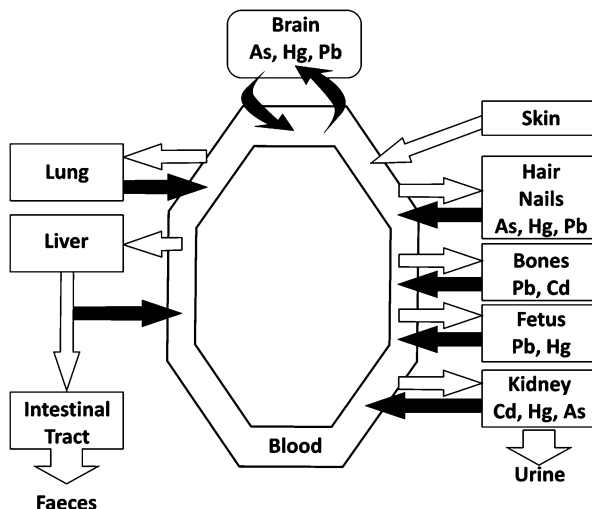 Brain
As, Hg, Pb
Skin
Lung
Hair
Nails
As, Hg, Pb
Liver
Bones
Pb, Cd
Fetus
Pb, Hg
Kidney
Cd, Hg, As
Intestinal
Tract
Blood
Urine
Faeces